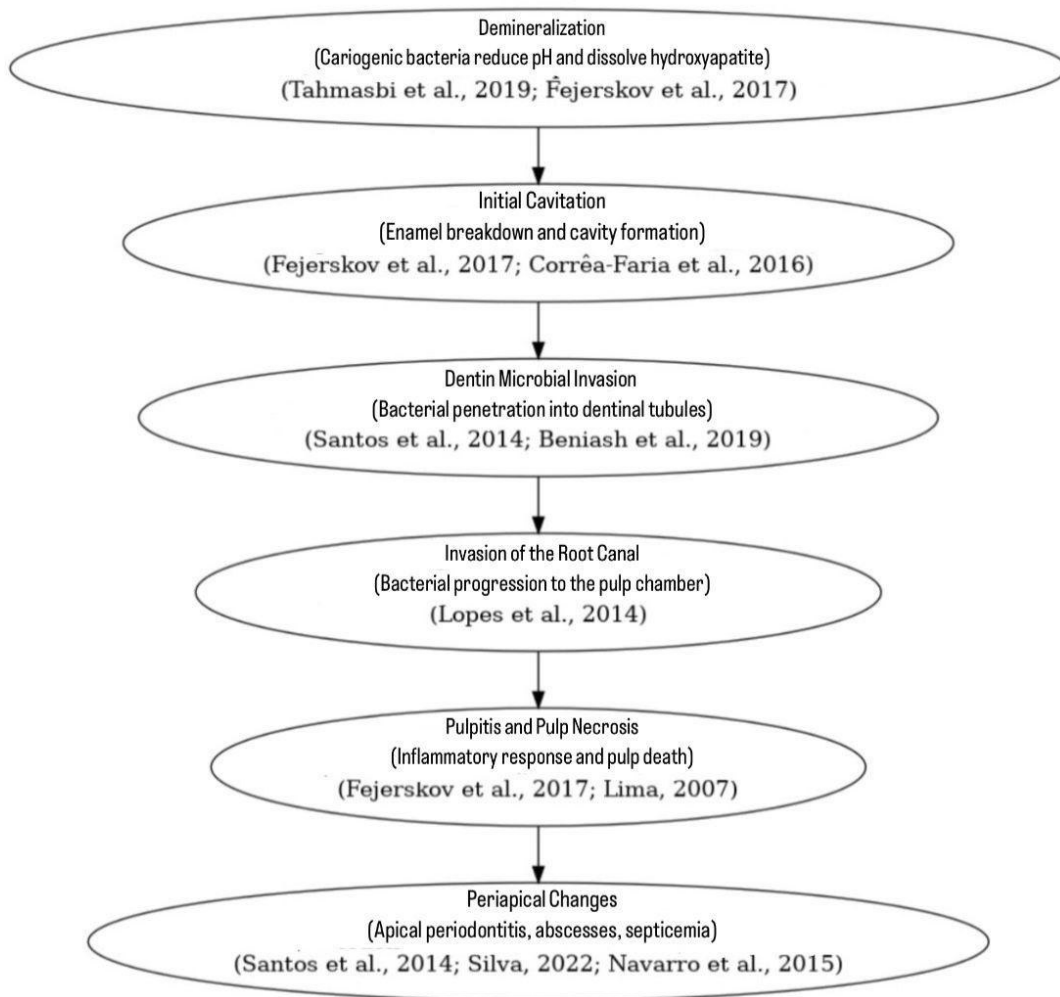 Demineralization
(Cariogenic bacteria reduce pH and dissolve hydroxyapatite)
(Tahmasbi et al., 2019; F̂ejerskov et al., 2017)
Initial Cavitation
(Enamel breakdown and cavity formation)
(Fejerskov et al., 2017; Corrêa-Faria et al., 2016)
Dentin Microbial Invasion
(Bacterial penetration into dentinal tubules)
(Santos et al., 2014; Beniash et al., 2019)
Invasion of the Root Canal
(Bacterial progression to the pulp chamber)
(Lopes et al., 2014)
Pulpitis and Pulp Necrosis
(Inflammatory response and pulp death)
(Fejerskov et al., 2017; Lima, 2007)
Periapical Changes
(Apical periodontitis, abscesses, septicemia)
(Santos et al., 2014; Silva, 2022; Navarro et al., 2015)